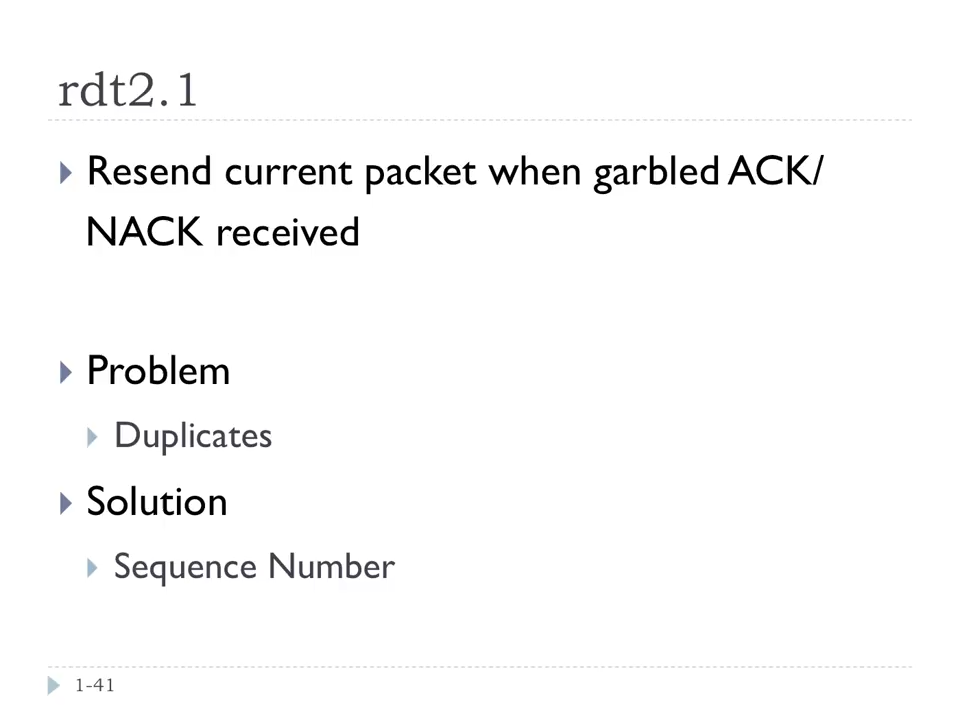 rdt2.1
Resend current packet when garbled ACK/
NACK received
Problem
Duplicates
Solution
Sequence Number
1-41